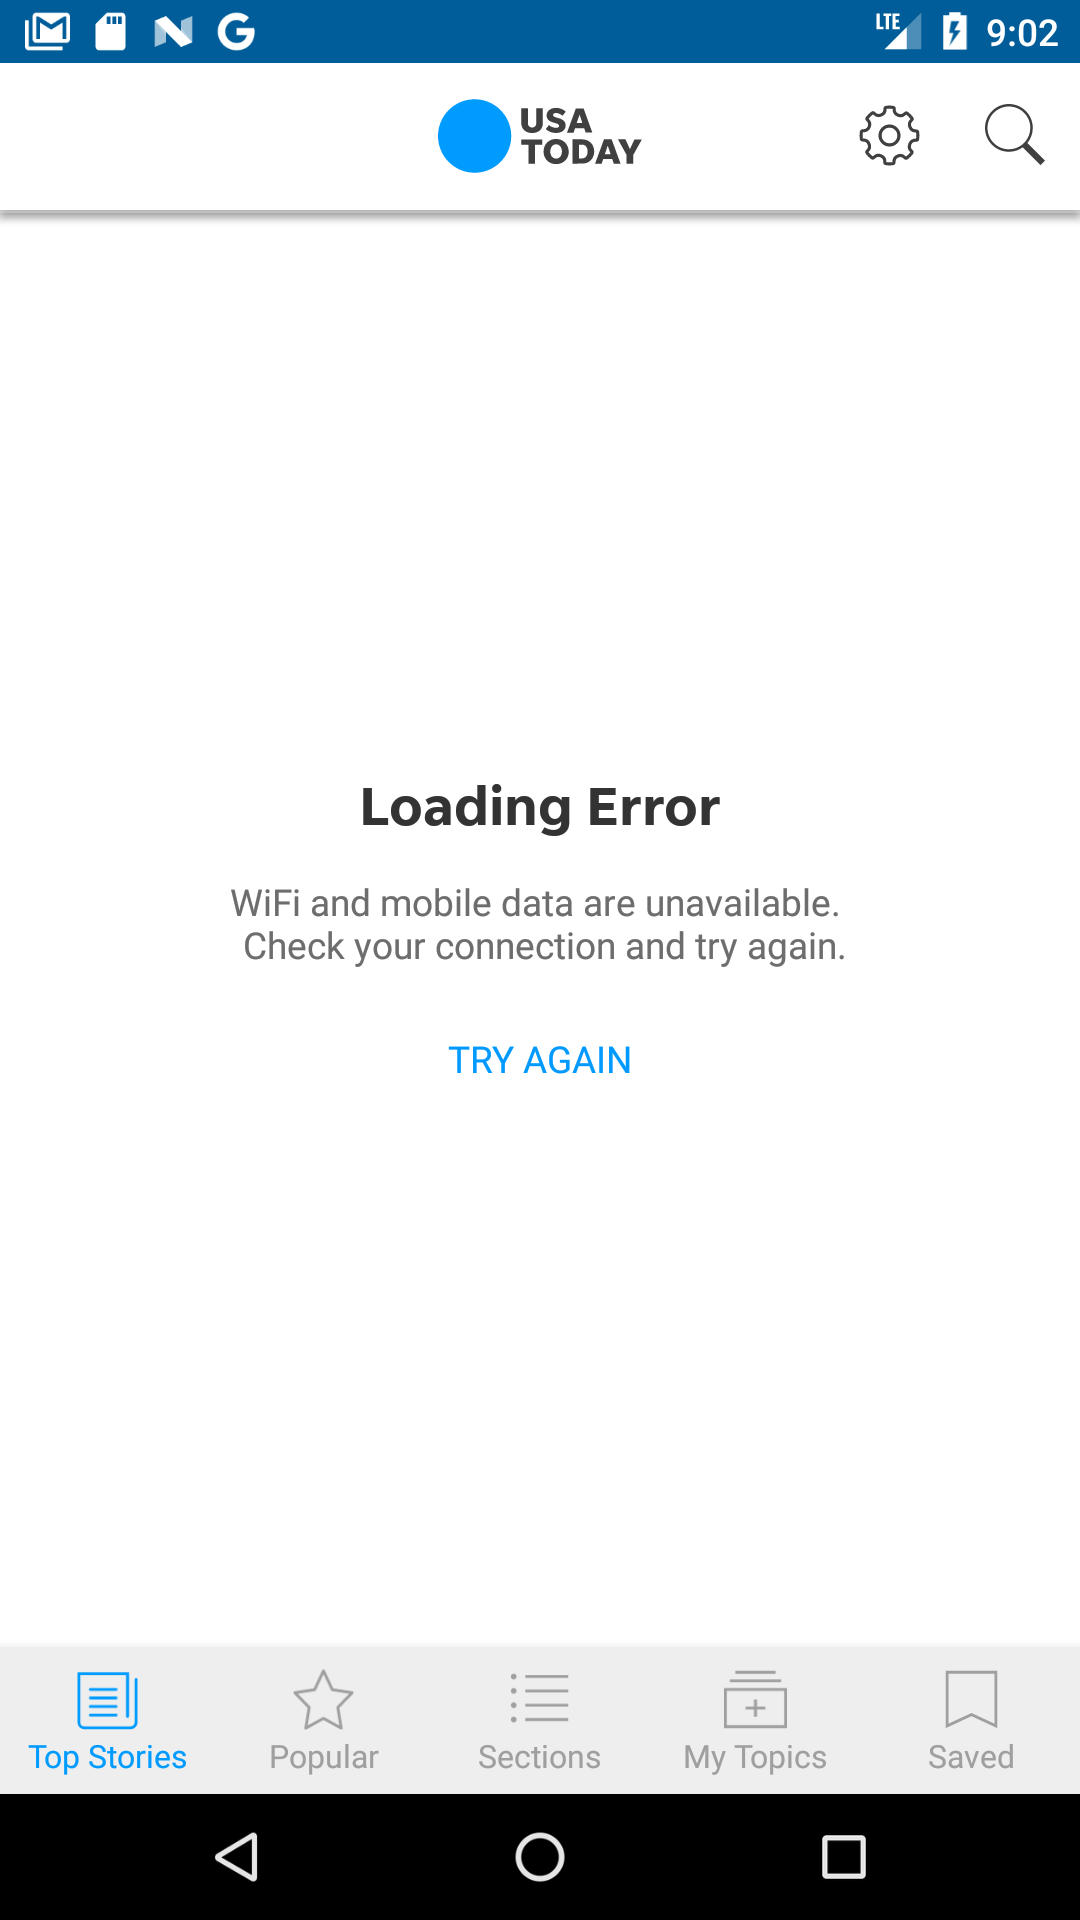 LTE 9:02
USA
TODAY
Loading Error
WiFi and mobile data are unavailable.
Check your connection and try again.
TRY AGAIN
Top Stories Popular Sections My Topics Saved